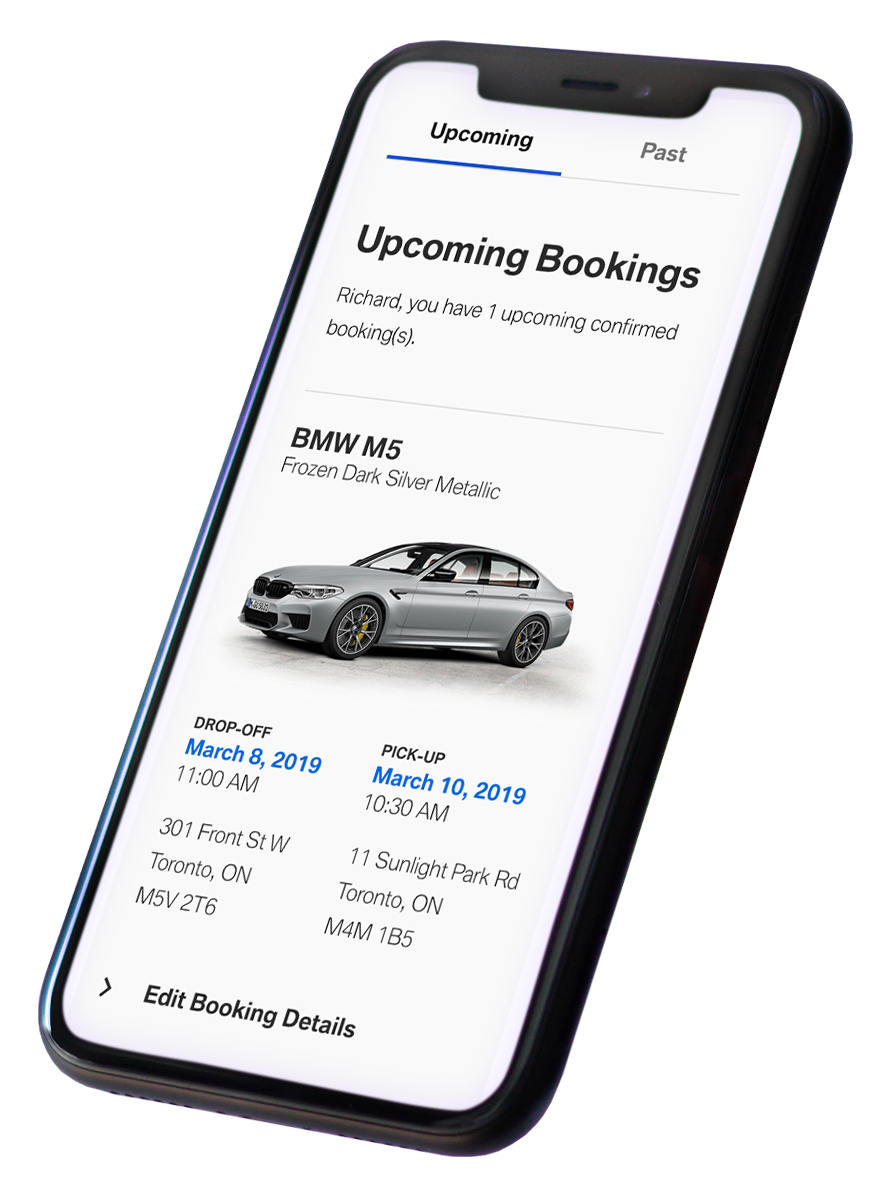 Upcoming
Past
Upcoming Bookings
Richard, you have 1 upcoming confirmed
booking(s).
BMW M5
Frozen Dark Silver Metallic
DROP-OFF
March 8, 2019
11:00 AM
301 Front St W
Toronto, ON
M5V 2T6
PICK-UP
March 10, 2019
10:30 AM
11 Sunlight Park Rd
Toronto, ON
M4M 1B5
Edit Booking Details